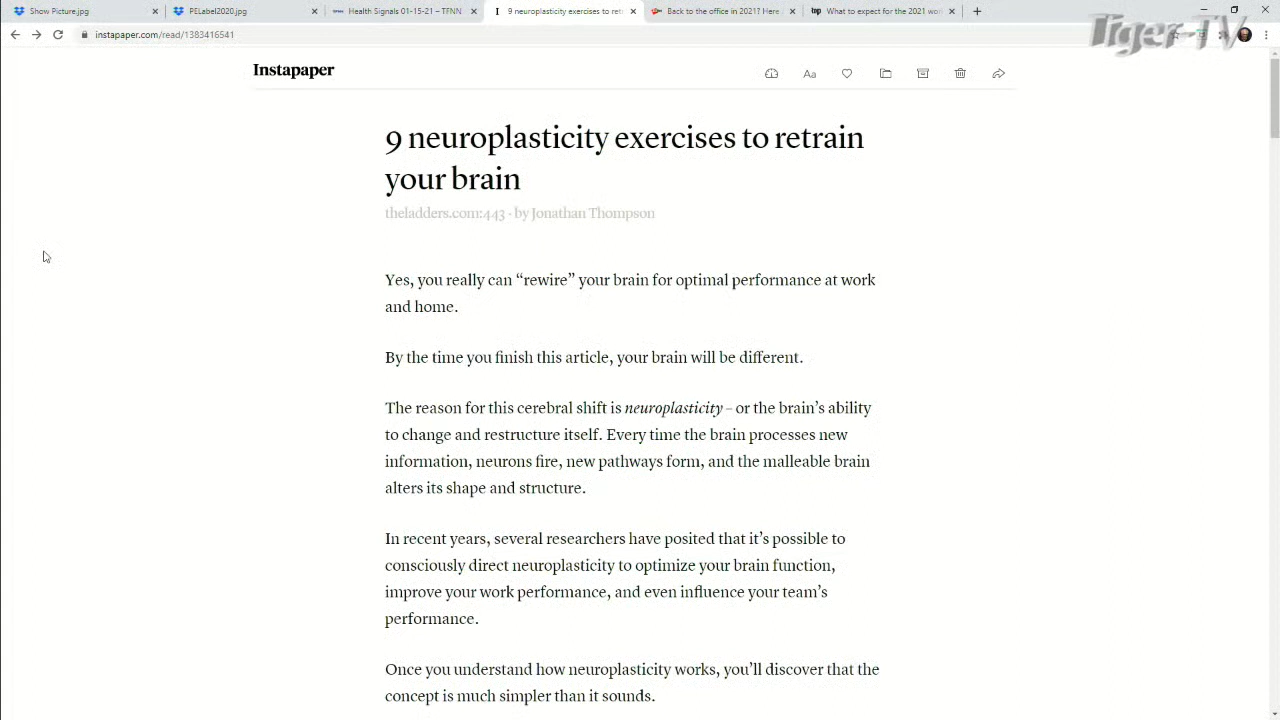 Show Picture.jpg
PELabel2020.jpg
Health Signals 01-15-21 – TFNN
9 neuroplasticity exercises to ret
Back to the office in 2021? Here
What to expect for the 2021 wo
instapaper.com/read/1383416541
Tiger TV
Instapaper
Aa
9 neuroplasticity exercises to retrain
your brain
theladders.com:443 · by Jonathan Thompson
Yes, you really can “rewire” your brain for optimal performance at work
and home.
By the time you finish this article, your brain will be different.
The reason for this cerebral shift is neuroplasticity – or the brain’s ability
to change and restructure itself. Every time the brain processes new
information, neurons fire, new pathways form, and the malleable brain
alters its shape and structure.
In recent years, several researchers have posited that it’s possible to
consciously direct neuroplasticity to optimize your brain function,
improve your work performance, and even influence your team’s
performance.
Once you understand how neuroplasticity works, you’ll discover that the
concept is much simpler than it sounds.